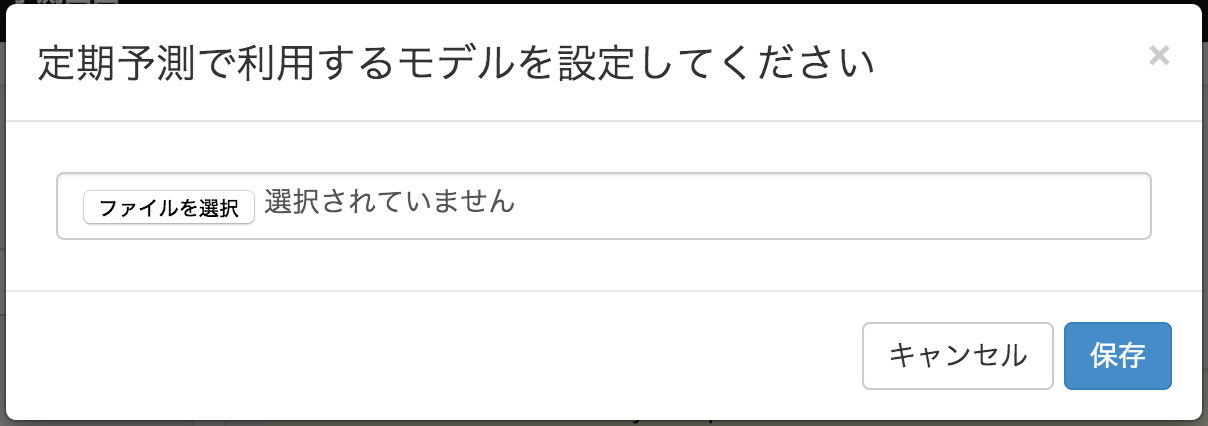 定期予測で利用するモデルを設定してください
×
ファイルを選択 選択されていません
キャンセル 保存